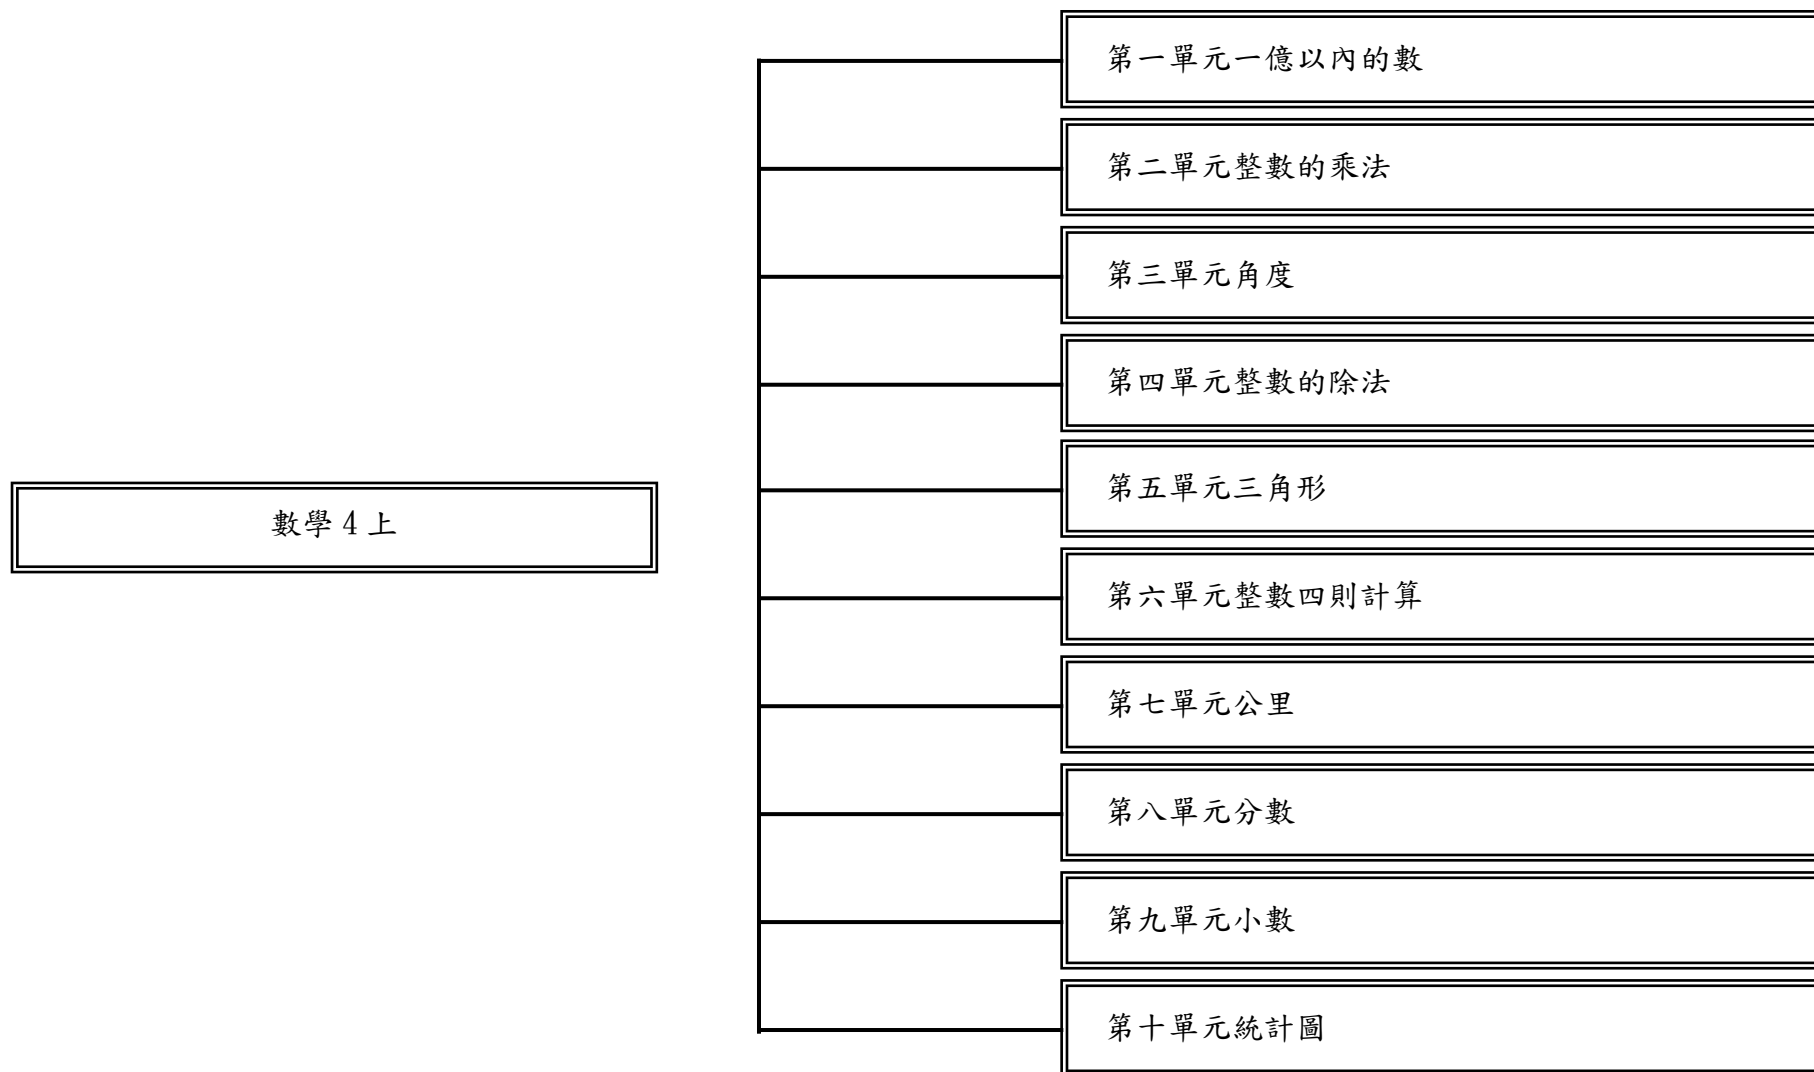 數學4上
第一單元一億以內的數
第二單元整數的乘法
第三單元角度
第四單元整數的除法
第五單元三角形
第六單元整數四則計算
第七單元公里
第八單元分數
第九單元小數
第十單元統計圖